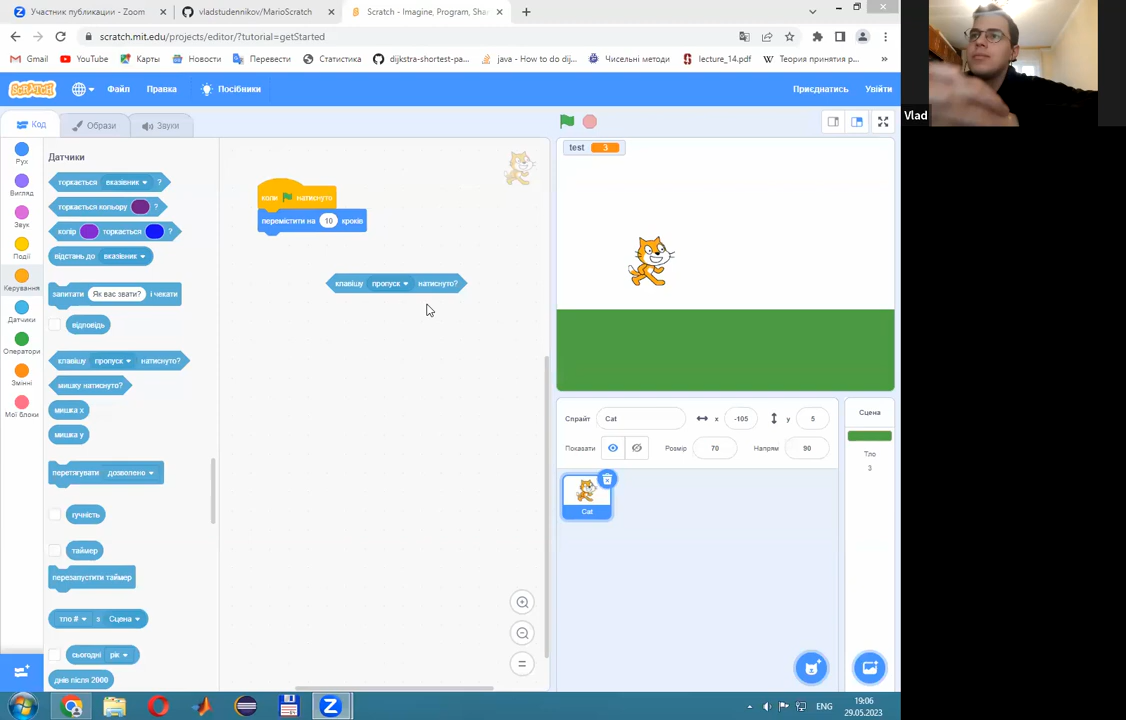 Участник публикации - Zoom
vladstudennikov/MarioScratch
Scratch - Imagine, Program, Sha
scratch.mit.edu/projects/editor/?tutorial=getStarted
Gmail
YouTube
Карты
Новости
Перевести
Статистика
dijkstra-shortest-pa...
java - How to do dij...
Чисельні методи
lecture_14.pdf
Теория принятия р...
SCRATCH
Файл
Правка
Посібники
Приєднатись
Увійти
Vlad
Код
Образи
Звуки
Рух
Вигляд
Звук
Події
Керування
Датчики
Оператори
Змінні
Мої блоки
Датчики
торкається вказівник ?
торкається кольору ?
колір торкається ?
відстань до вказівник
запитати Як вас звати? і чекати
відповідь
клавішу пропуск натиснуто?
мишку натиснуто?
мишка x
мишка y
перетягувати дозволено
гучність
таймер
перезапустити таймер
тло # з Сцена
сьогодні рік
днів після 2000
коли натиснуто
перемістити на 10 кроків
клавішу пропуск натиснуто?
test 3
Спрайт Cat x -105 y 5
Показати Розмір 70 Напрям 90
Cat
Сцена
Тло
3
ENG
19:06
29.05.2023